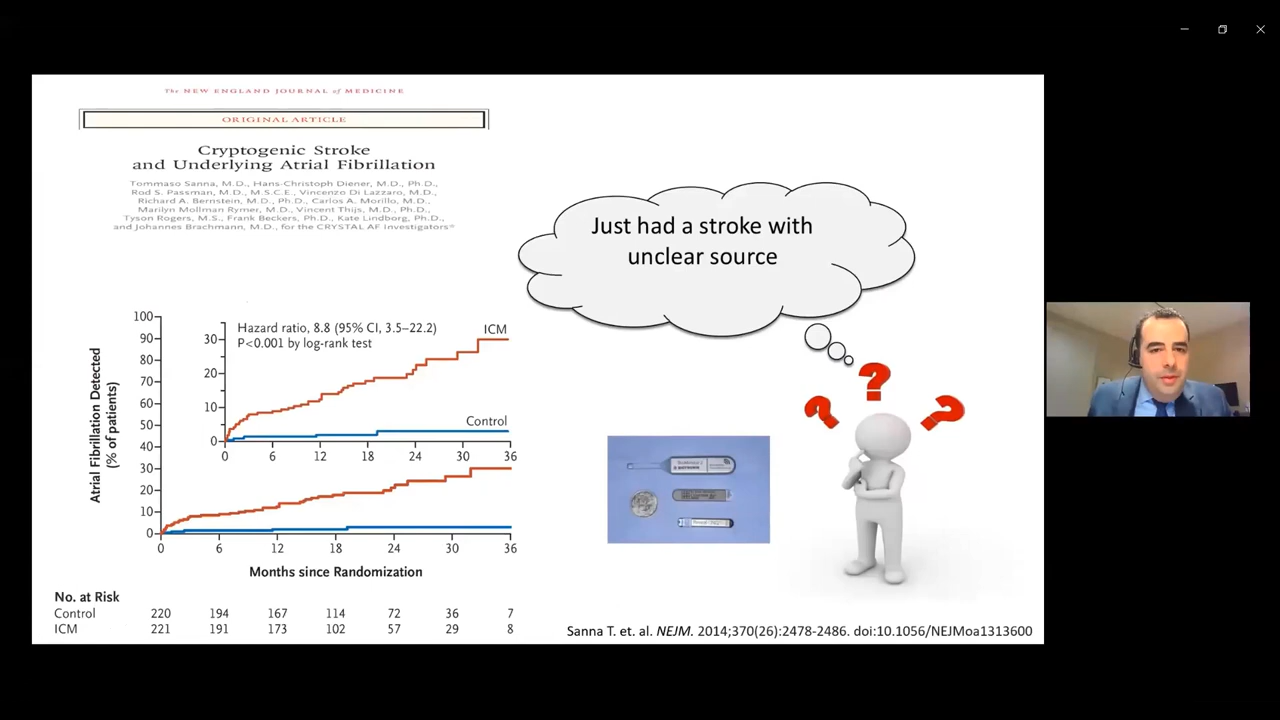 The NEW ENGLAND JOURNAL of MEDICINE
ORIGINAL ARTICLE
Cryptogenic Stroke
and Underlying Atrial Fibrillation
Tommaso Sanna, M.D., Hans-Christoph Diener, M.D., Ph.D.,
Rod S. Passman, M.D., M.S.C.E., Vincenzo Di Lazzaro, M.D.,
Richard A. Bernstein, M.D., Ph.D., Carlos A. Morillo, M.D.,
Marilyn Mollman Rymer, M.D., Vincent Thijs, M.D., Ph.D.,
Tyson Rogers, M.S., Frank Beckers, Ph.D., Kate Lindborg, Ph.D.,
and Johannes Brachmann, M.D., for the CRYSTAL AF Investigators*
Just had a stroke with
unclear source
Atrial Fibrillation Detected
(% of patients)
100
90
80
70
60
50
40
30
20
10
0
30
20
10
0
Hazard ratio, 8.8 (95% CI, 3.5–22.2)
P<0.001 by log-rank test
ICM
Control
0 6 12 18 24 30 36
0 6 12 18 24 30 36
Months since Randomization
No. at Risk
Control 220 194 167 114 72 36 7
ICM 221 191 173 102 57 29 8
Sanna T. et. al. NEJM. 2014;370(26):2478-2486. doi:10.1056/NEJMoa1313600